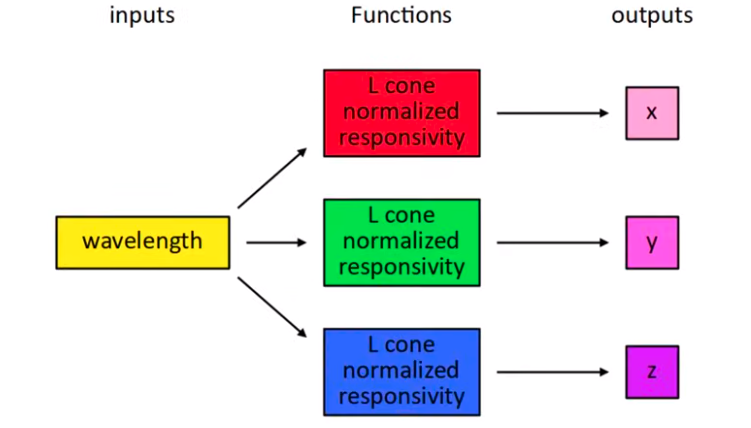 inputs
Functions
outputs
L cone
normalized
responsivity
x
wavelength
L cone
normalized
responsivity
y
L cone
normalized
responsivity
z